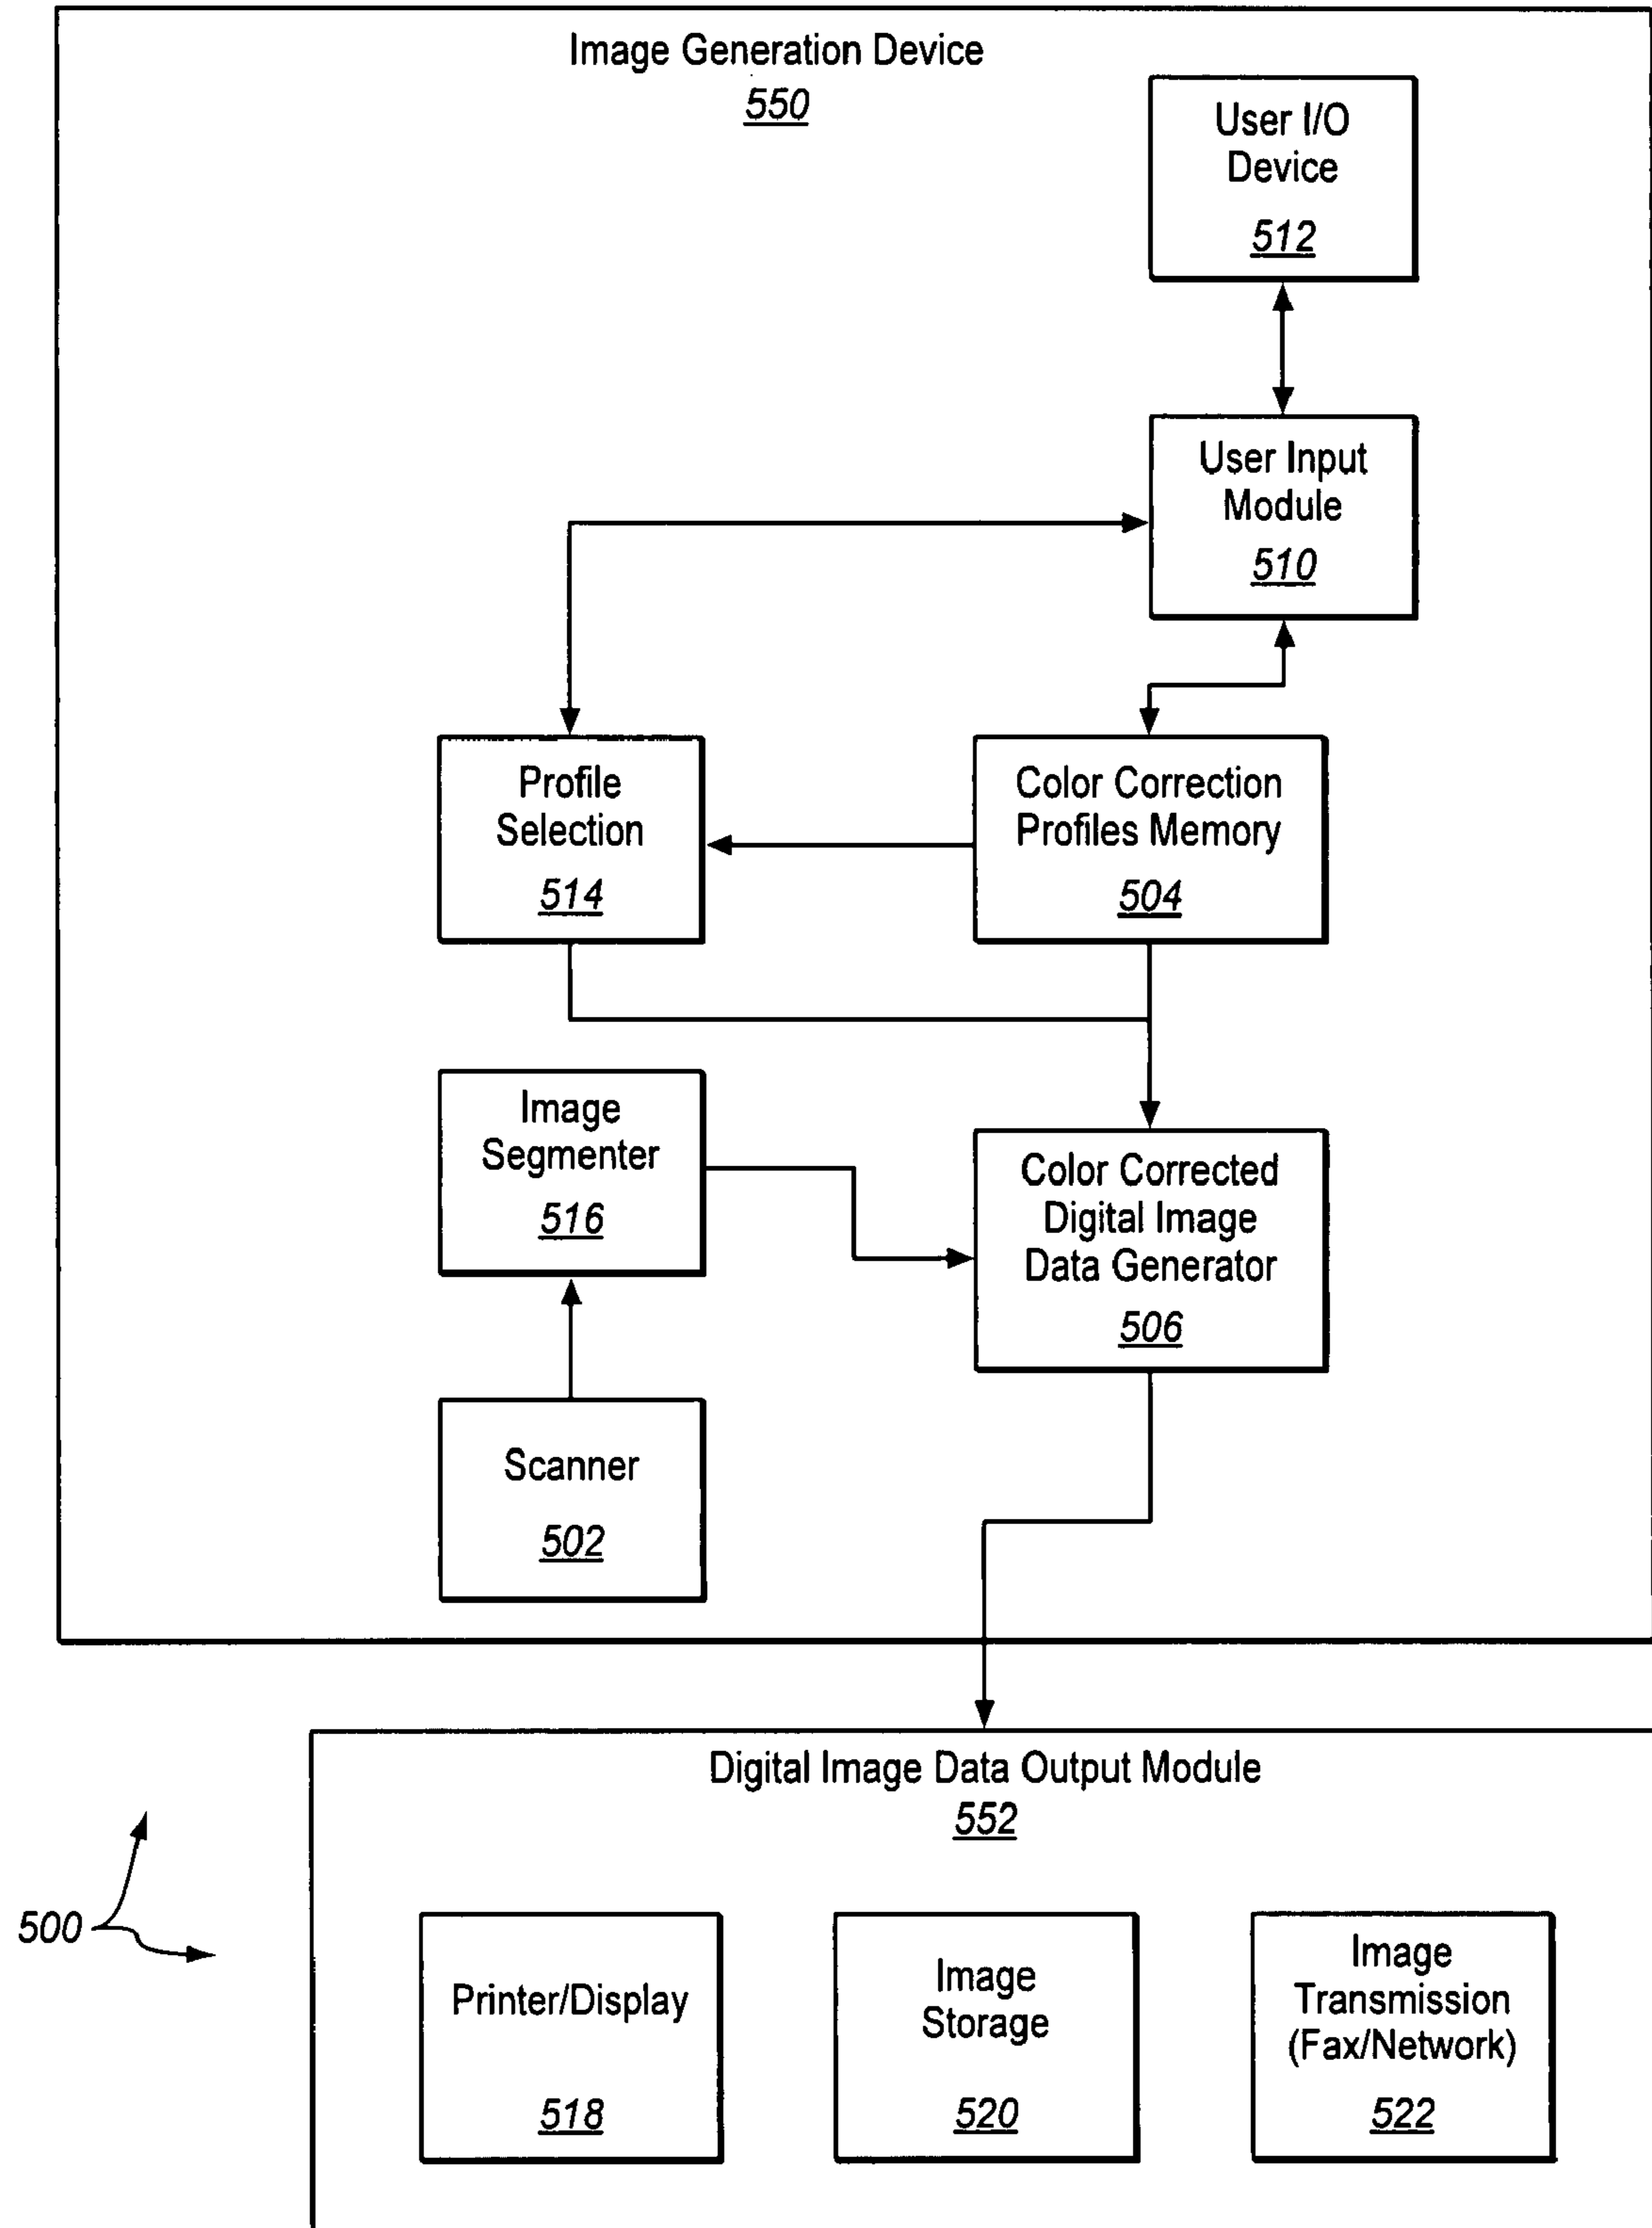 Image Generation Device
550
User I/O
Device
512
User Input
Module
510
Profile
Selection
514
Color Correction
Profiles Memory
504
Image
Segmenter
516
Color Corrected
Digital Image
Data Generator
506
Scanner
502
Digital Image Data Output Module
552
500
Printer/Display
518
Image
Storage
520
Image
Transmission
(Fax/Network)
522